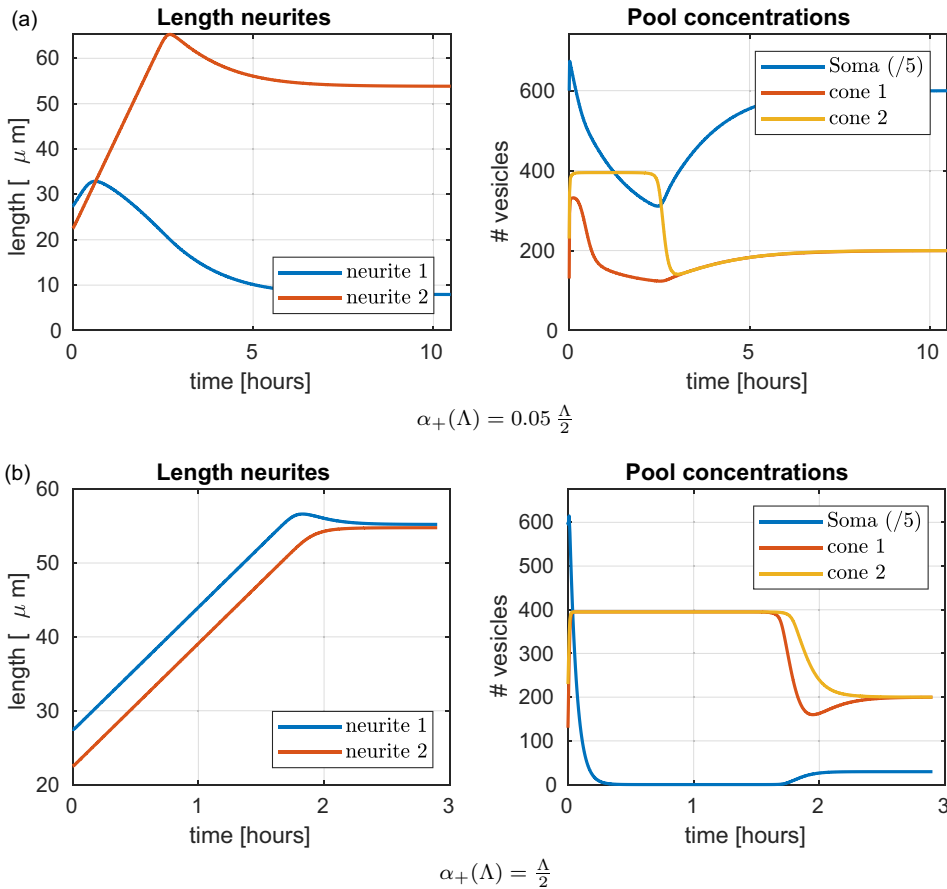 (a)
Length neurites
Pool concentrations
length [ μ m]
60
50
40
30
20
10
0
neurite 1
neurite 2
0
5
10
time [hours]
# vesicles
600
400
200
0
Soma (/5)
cone 1
cone 2
0
5
10
time [hours]
α₊(Λ) = 0.05 Λ/2
(b)
Length neurites
Pool concentrations
length [ μ m]
60
50
40
30
20
neurite 1
neurite 2
0
1
2
3
time [hours]
# vesicles
600
500
400
300
200
100
0
Soma (/5)
cone 1
cone 2
0
1
2
3
time [hours]
α₊(Λ) = Λ/2